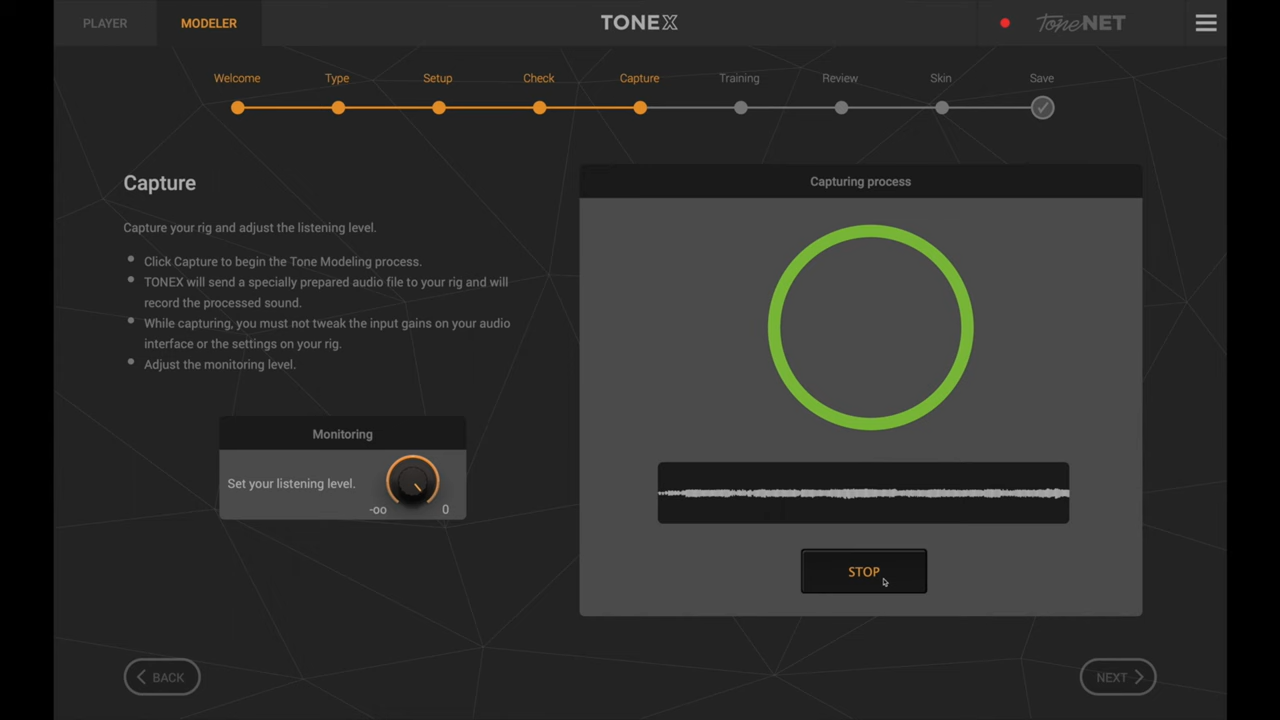 PLAYER
MODELER
TONEX
ToneNET
Welcome
Type
Setup
Check
Capture
Training
Review
Skin
Save
Capture
Capture your rig and adjust the listening level.
Click Capture to begin the Tone Modeling process.
TONEX will send a specially prepared audio file to your rig and will
record the processed sound.
While capturing, you must not tweak the input gains on your audio
interface or the settings on your rig.
Adjust the monitoring level.
Monitoring
Set your listening level.
-oo
0
Capturing process
STOP
BACK
NEXT